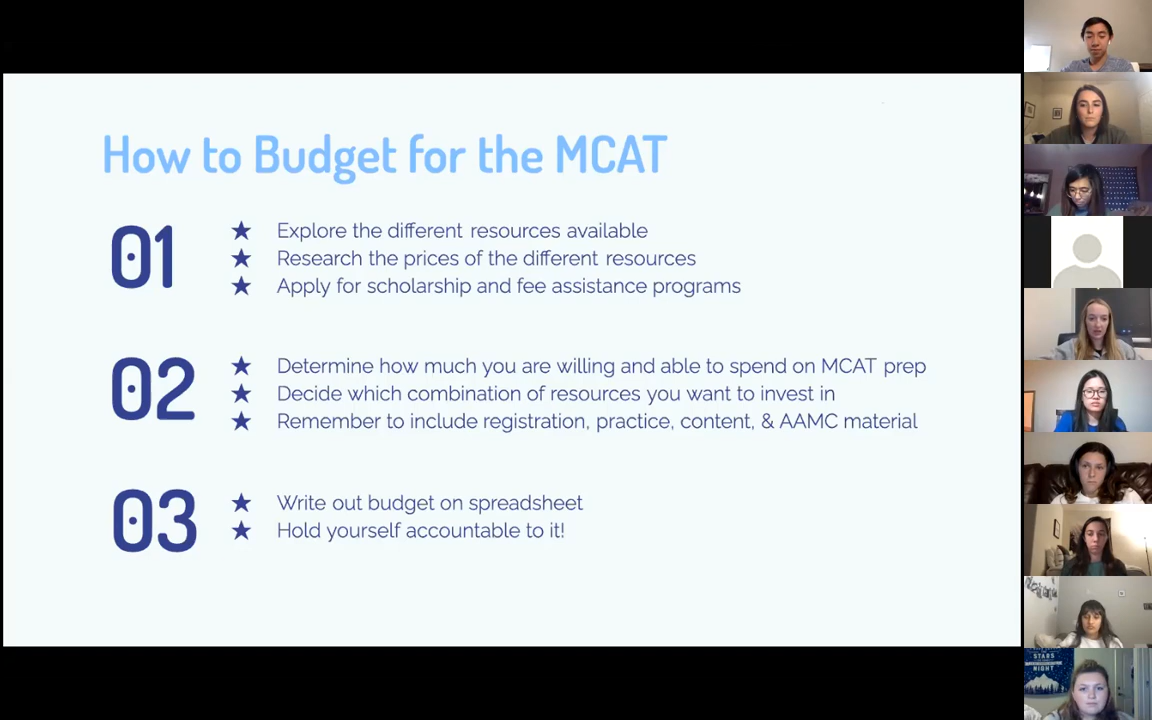 How to Budget for the MCAT
01
★ Explore the different resources available
★ Research the prices of the different resources
★ Apply for scholarship and fee assistance programs
02
★ Determine how much you are willing and able to spend on MCAT prep
★ Decide which combination of resources you want to invest in
★ Remember to include registration, practice, content, & AAMC material
03
★ Write out budget on spreadsheet
★ Hold yourself accountable to it!
STARS
NIGHT